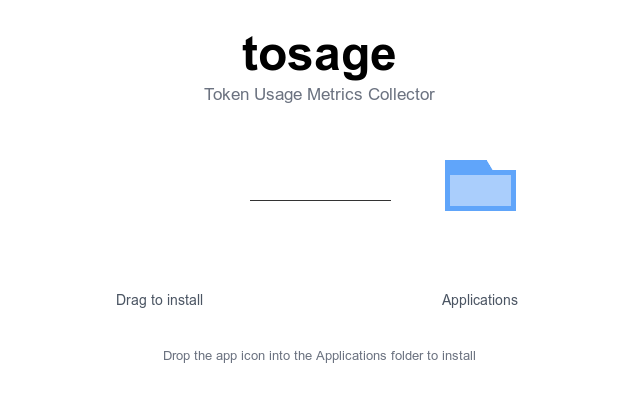 tosage
Token Usage Metrics Collector
Drag to install
Applications
Drop the app icon into the Applications folder to install